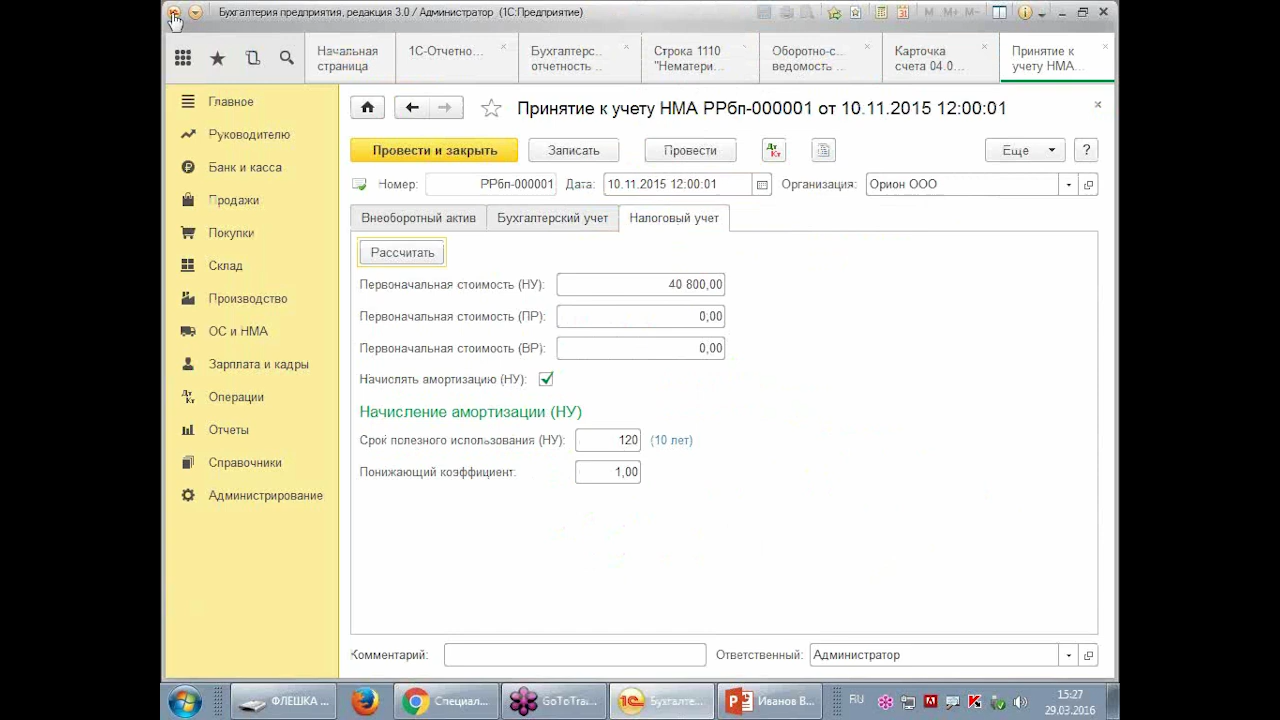 Бухгалтерия предприятия, редакция 3.0 / Администратор (1С:Предприятие)
M M+ M-
Начальная страница
1С-Отчетно...
Бухгалтерс... отчетность ..
Строка 1110 "Нематери...
Оборотно-с... ведомость ..
Карточка счета 04.0...
Принятие к учету НМА...
Главное
Руководителю
Банк и касса
Продажи
Покупки
Склад
Производство
ОС и НМА
Зарплата и кадры
Операции
Отчеты
Справочники
Администрирование
Принятие к учету НМА РРбп-000001 от 10.11.2015 12:00:01
Провести и закрыть
Записать
Провести
Дт Кт
Еще
?
Номер: РРбп-000001 Дата: 10.11.2015 12:00:01 Организация: Орион ООО
Внеоборотный актив
Бухгалтерский учет
Налоговый учет
Рассчитать
Первоначальная стоимость (НУ): 40 800,00
Первоначальная стоимость (ПР): 0,00
Первоначальная стоимость (ВР): 0,00
Начислять амортизацию (НУ):
Начисление амортизации (НУ)
Срок полезного использования (НУ): 120 (10 лет)
Понижающий коэффициент: 1,00
Комментарий:
Ответственный: Администратор
ФЛЕШКА ...
Специал...
GoToTrai...
Бухгалте...
Иванов В...
RU
15:27
29.03.2016